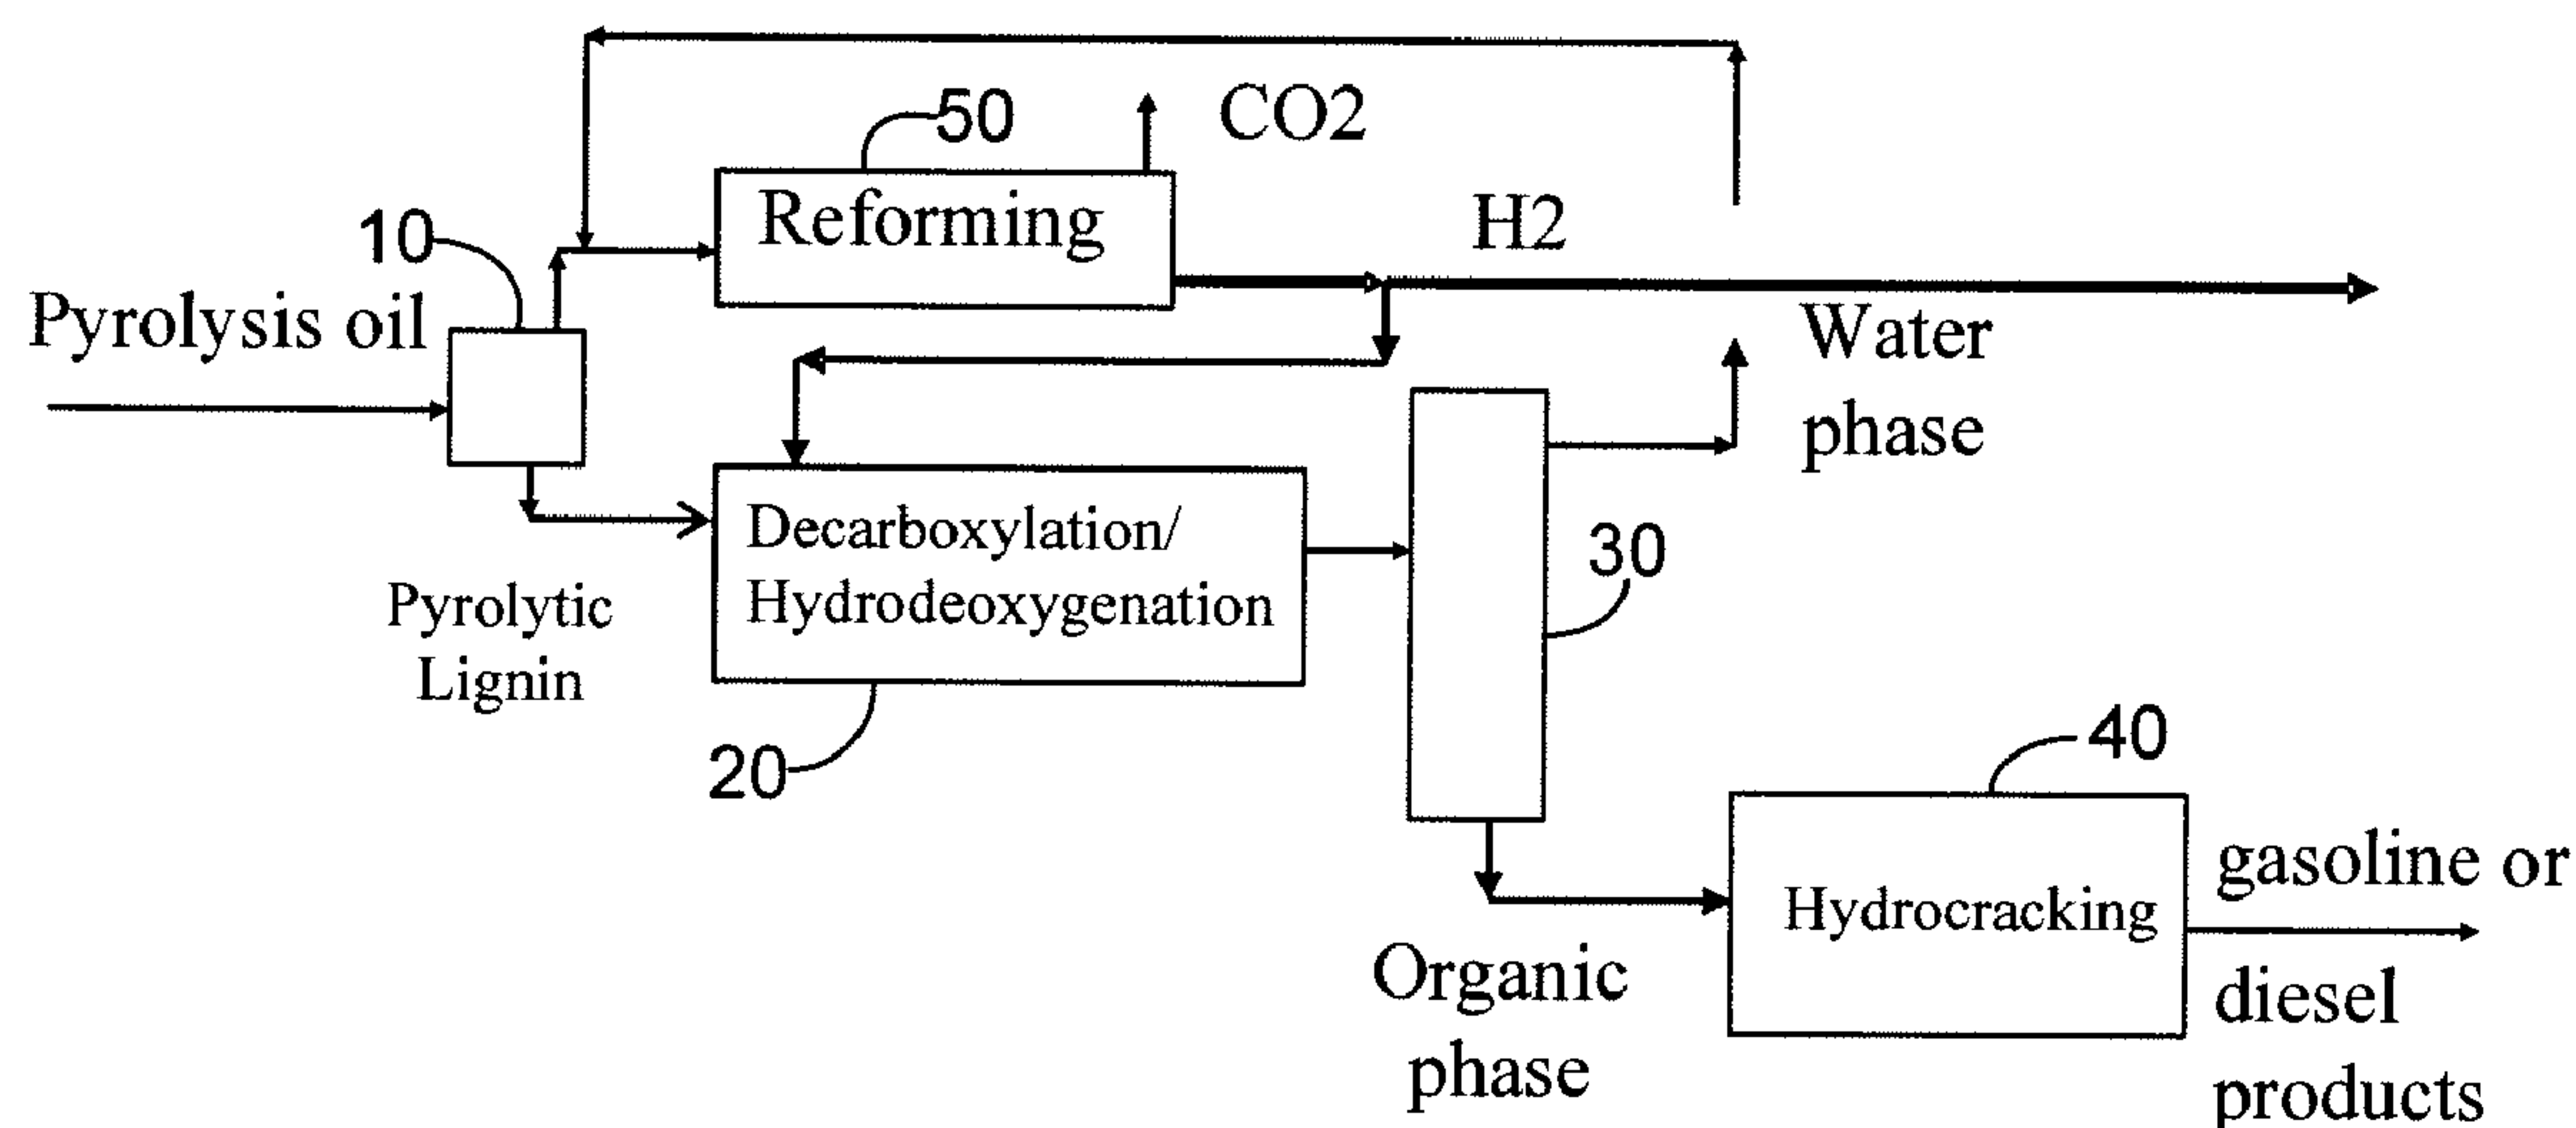 CO2
50
Reforming
10
H2
Pyrolysis oil
Water
phase
Decarboxylation/
Hydrodeoxygenation
30
Pyrolytic
Lignin
20
40
gasoline or
Hydrocracking
Organic
phase
diesel
products